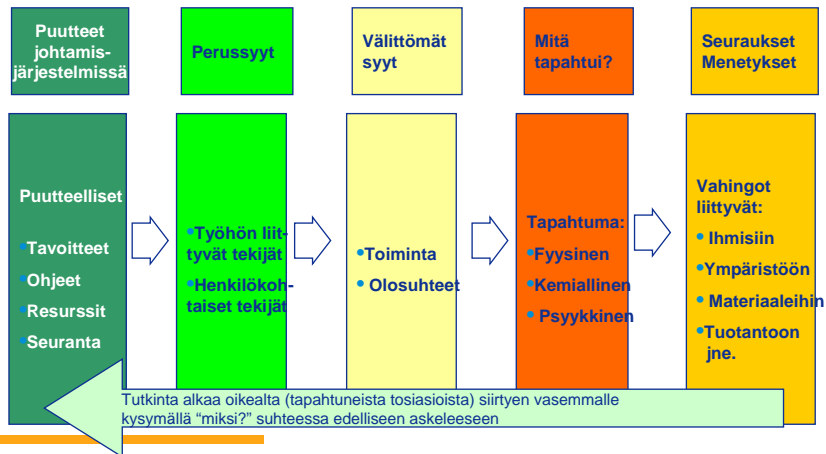 Puutteet
johtamis-
järjestelmissä
Perussyyt
Välittömät
syyt
Mitä
tapahtui?
Seuraukset
Menetykset
Puutteelliset
•Tavoitteet
•Ohjeet
•Resurssit
•Seuranta
•Työhön liit-
tyvät tekijät
•Henkilökoh-
taiset tekijät
•Toiminta
• Olosuhteet
Tapahtuma:
•Fyysinen
•Kemiallinen
• Psyykkinen
Vahingot
liittyvät:
• Ihmisiin
•Ympäristöön
• Materiaaleihin
•Tuotantoon
jne.
Tutkinta alkaa oikealta (tapahtuneista tosiasioista) siirtyen vasemmalle
kysymällä “miksi?” suhteessa edelliseen askeleeseen